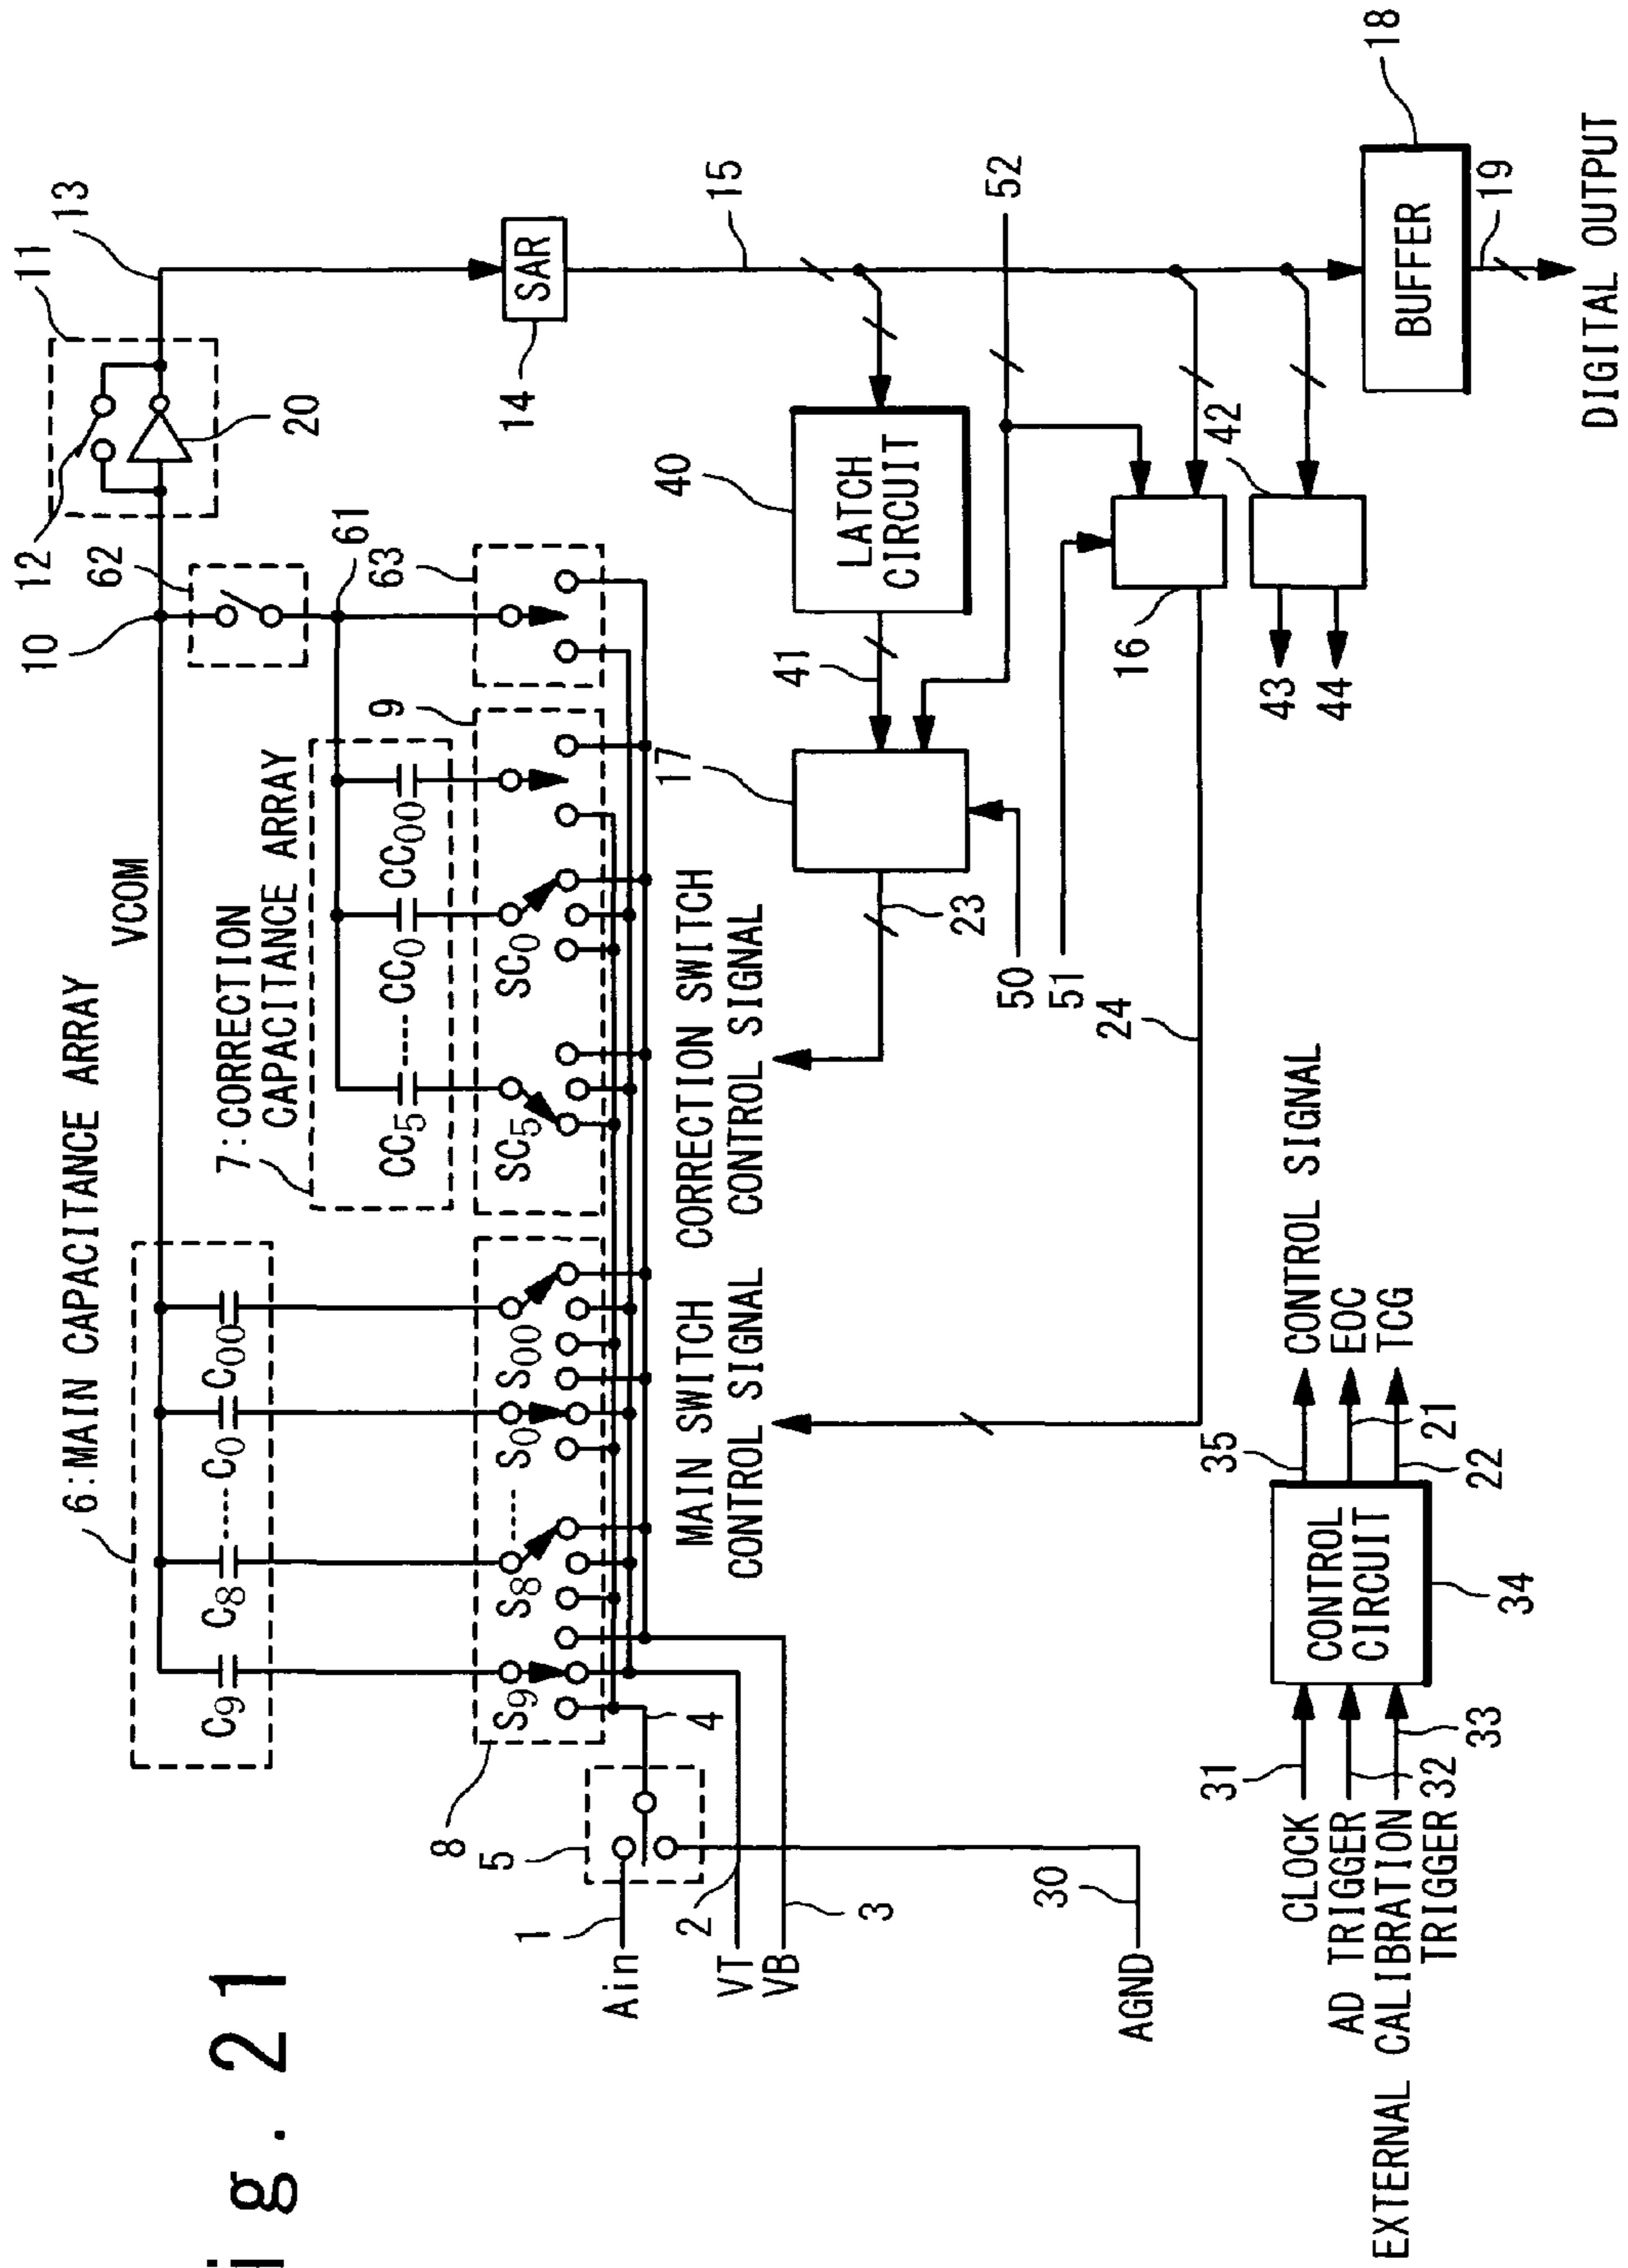 ig. 21
6:MAIN CAPACITANCE ARRAY
VCOM
10
12
11
13
62
20
C9
C8
C0
C00
7:CORRECTION
CAPACITANCE ARRAY
CC5
CC0
CC00
61
63
9
8
S9
S8
S0
S00
SC5
SC0
SAR
14
15
5
4
1
2
3
Ain
VT
VB
30
AGND
MAIN SWITCH
CONTROL SIGNAL
CORRECTION SWITCH
CONTROL SIGNAL
17
23
50
51
24
41
40
LATCH
CIRCUIT
52
16
42
43
44
BUFFER
18
19
DIGITAL OUTPUT
CLOCK
AD TRIGGER
EXTERNAL CALIBRATION
TRIGGER
31
32
33
CONTROL
CIRCUIT
34
35
21
22
CONTROL SIGNAL
EOC
TCG